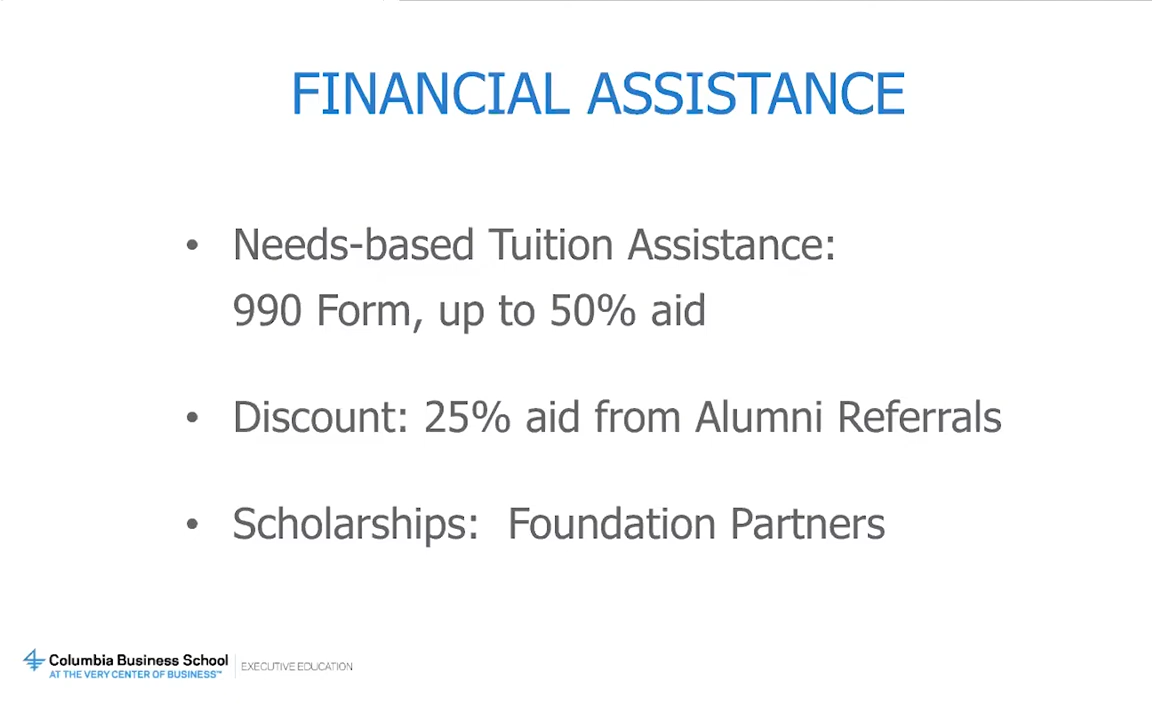 FINANCIAL ASSISTANCE
• Needs-based Tuition Assistance:
990 Form, up to 50% aid
• Discount: 25% aid from Alumni Referrals
• Scholarships:  Foundation Partners
Columbia Business School
AT THE VERY CENTER OF BUSINESS™
EXECUTIVE EDUCATION